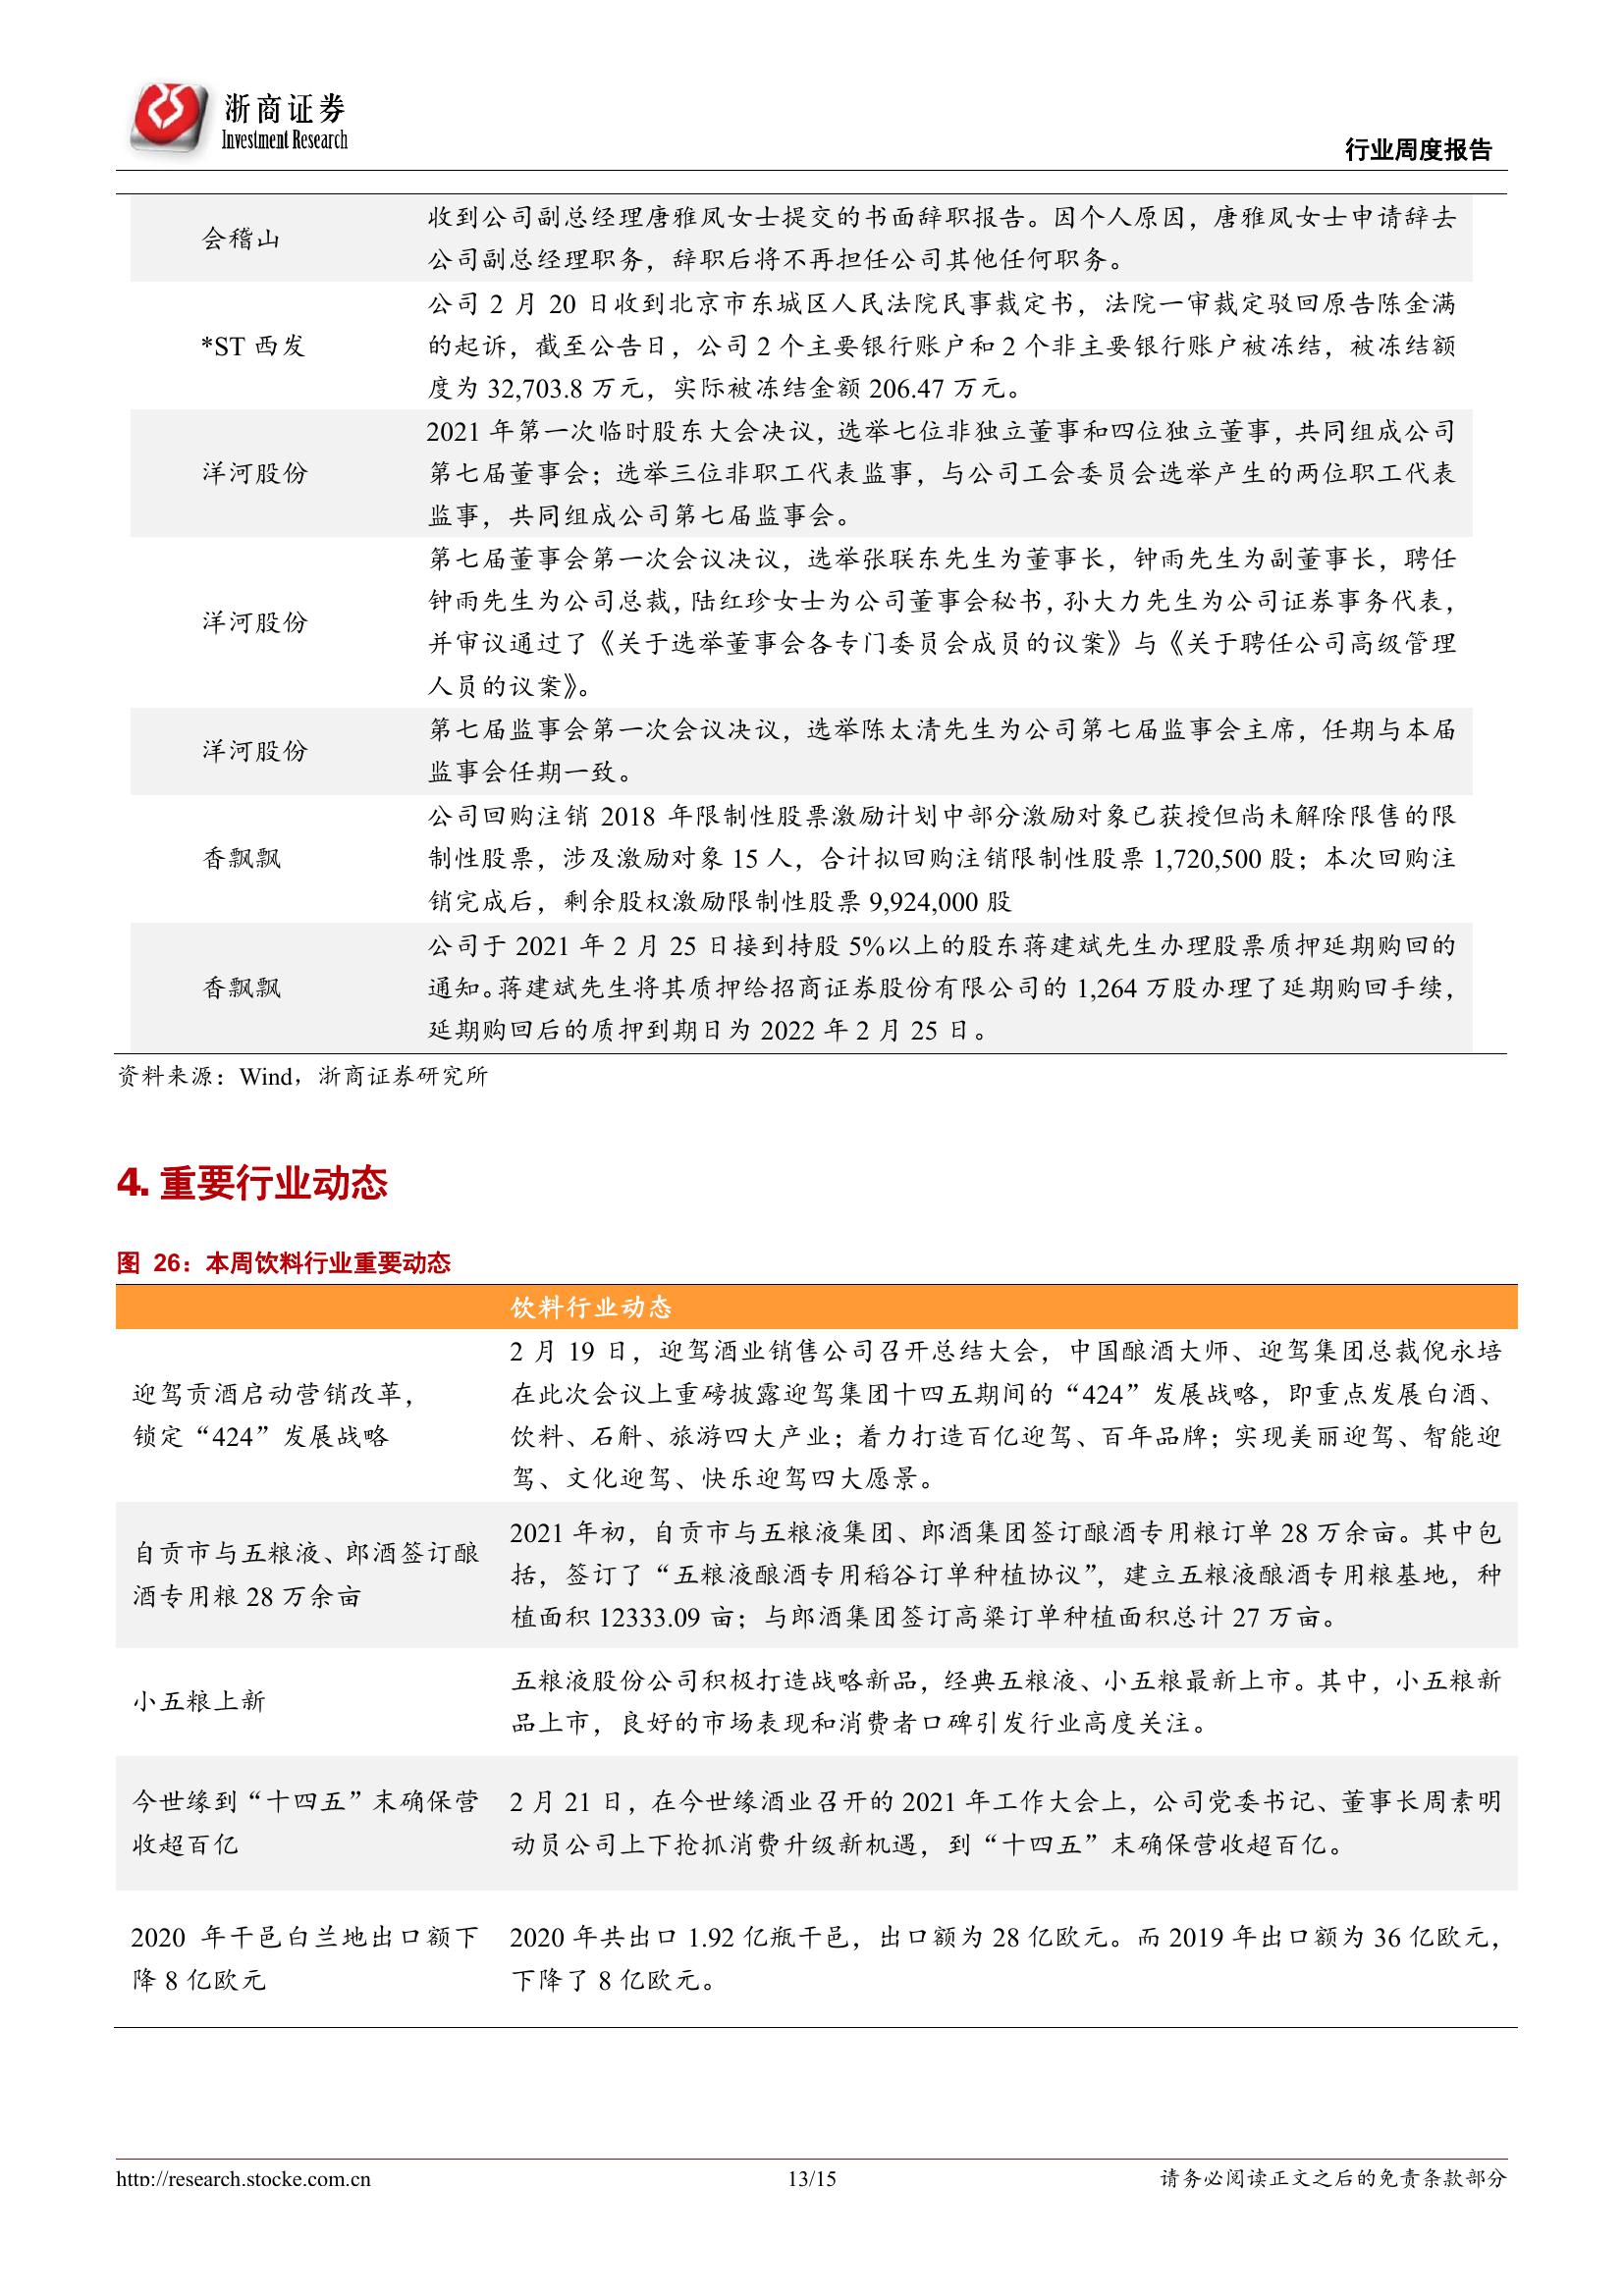 浙商证券
Investment Research
行业周度报告
会稽山
收到公司副总经理唐雅凤女士提交的书面辞职报告。因个人原因，唐雅凤女士申请辞去
公司副总经理职务，辞职后将不再担任公司其他任何职务。
*ST 西发
公司 2 月 20 日收到北京市东城区人民法院民事裁定书，法院一审裁定驳回原告陈金满
的起诉，截至公告日，公司 2 个主要银行账户和 2 个非主要银行账户被冻结，被冻结额
度为 32,703.8 万元，实际被冻结金额 206.47 万元。
洋河股份
2021 年第一次临时股东大会决议，选举七位非独立董事和四位独立董事，共同组成公司
第七届董事会；选举三位非职工代表监事，与公司工会委员会选举产生的两位职工代表
监事，共同组成公司第七届监事会。
洋河股份
第七届董事会第一次会议决议，选举张联东先生为董事长，钟雨先生为副董事长，聘任
钟雨先生为公司总裁，陆红珍女士为公司董事会秘书，孙大力先生为公司证券事务代表，
并审议通过了《关于选举董事会各专门委员会成员的议案》与《关于聘任公司高级管理
人员的议案》。
洋河股份
第七届监事会第一次会议决议，选举陈太清先生为公司第七届监事会主席，任期与本届
监事会任期一致。
香飘飘
公司回购注销 2018 年限制性股票激励计划中部分激励对象已获授但尚未解除限售的限
制性股票，涉及激励对象 15 人，合计拟回购注销限制性股票 1,720,500 股；本次回购注
销完成后，剩余股权激励限制性股票 9,924,000 股
香飘飘
公司于 2021 年 2 月 25 日接到持股 5%以上的股东蒋建斌先生办理股票质押延期购回的
通知。蒋建斌先生将其质押给招商证券股份有限公司的 1,264 万股办理了延期购回手续，
延期购回后的质押到期日为 2022 年 2 月 25 日。
资料来源：Wind，浙商证券研究所
4. 重要行业动态
图 26：本周饮料行业重要动态
饮料行业动态
迎驾贡酒启动营销改革，
锁定“424”发展战略
2 月 19 日，迎驾酒业销售公司召开总结大会，中国酿酒大师、迎驾集团总裁倪永培
在此次会议上重磅披露迎驾集团十四五期间的“424”发展战略，即重点发展白酒、
饮料、石斛、旅游四大产业；着力打造百亿迎驾、百年品牌；实现美丽迎驾、智能迎
驾、文化迎驾、快乐迎驾四大愿景。
自贡市与五粮液、郎酒签订酿
酒专用粮 28 万余亩
2021 年初，自贡市与五粮液集团、郎酒集团签订酿酒专用粮订单 28 万余亩。其中包
括，签订了“五粮液酿酒专用稻谷订单种植协议”，建立五粮液酿酒专用粮基地，种
植面积 12333.09 亩；与郎酒集团签订高粱订单种植面积总计 27 万亩。
小五粮上新
五粮液股份公司积极打造战略新品，经典五粮液、小五粮最新上市。其中，小五粮新
品上市，良好的市场表现和消费者口碑引发行业高度关注。
今世缘到“十四五”末确保营
收超百亿
2 月 21 日，在今世缘酒业召开的 2021 年工作大会上，公司党委书记、董事长周素明
动员公司上下抢抓消费升级新机遇，到“十四五”末确保营收超百亿。
2020 年干邑白兰地出口额下
降 8 亿欧元
2020 年共出口 1.92 亿瓶干邑，出口额为 28 亿欧元。而 2019 年出口额为 36 亿欧元，
下降了 8 亿欧元。
http://research.stocke.com.cn
13/15
请务必阅读正文之后的免责条款部分